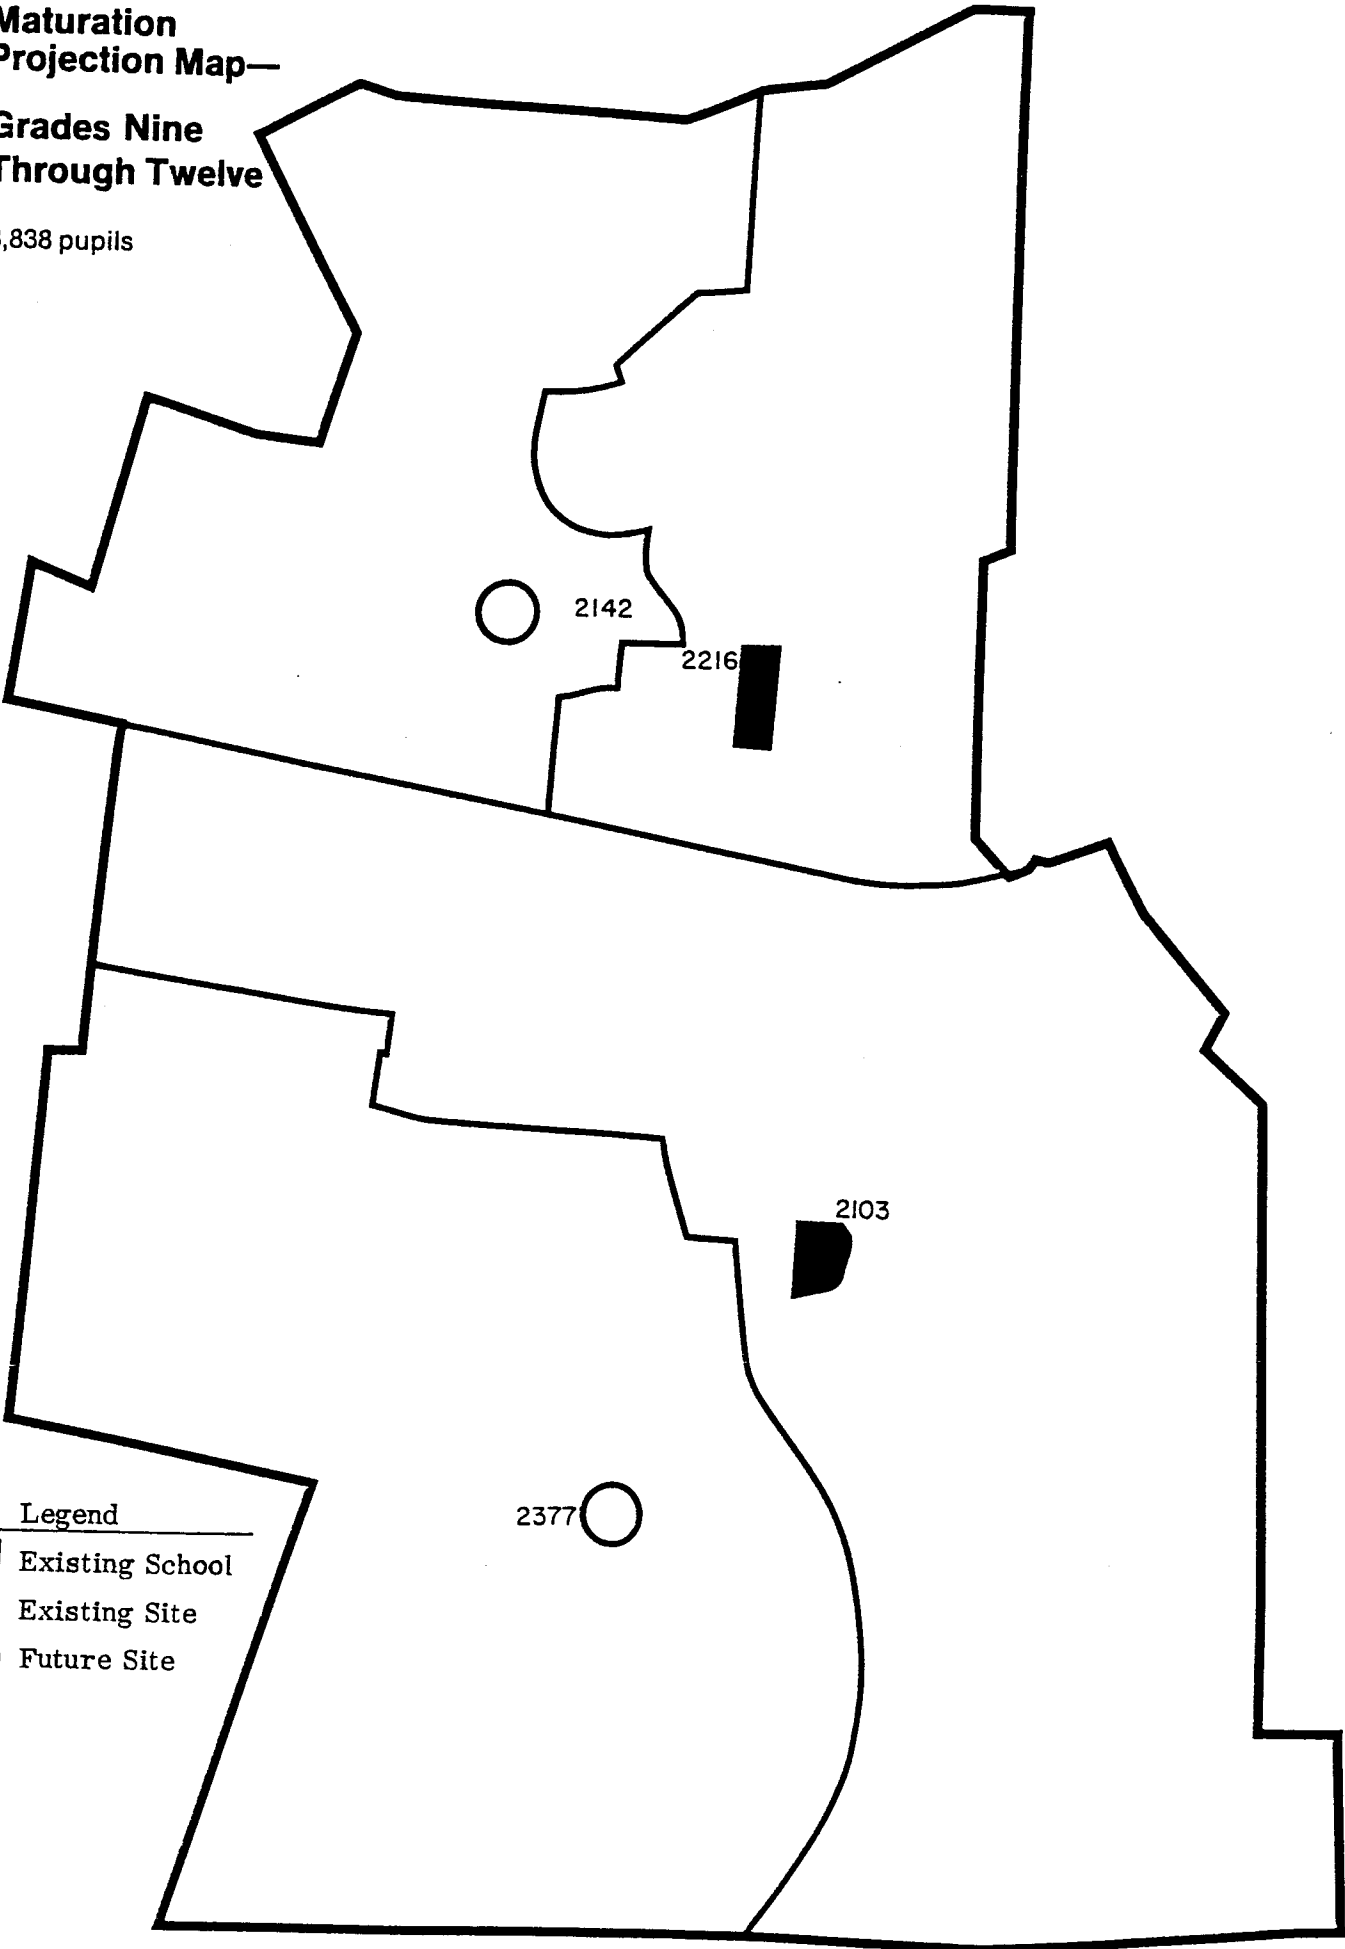 Maturation
Projection Map—
Grades Nine
Through Twelve
,838 pupils
2142
2216
2103
2377
Legend
Existing School
Existing Site
Future Site